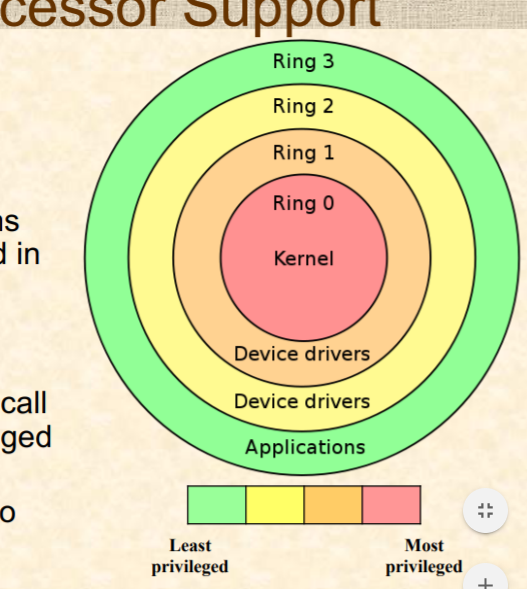 cessor Support
Ring 3
Ring 2
Ring 1
Ring 0
ns
d in
Kernel
Device drivers
call
Device drivers
ged
Applications
o
Least
privileged
Most
privileged